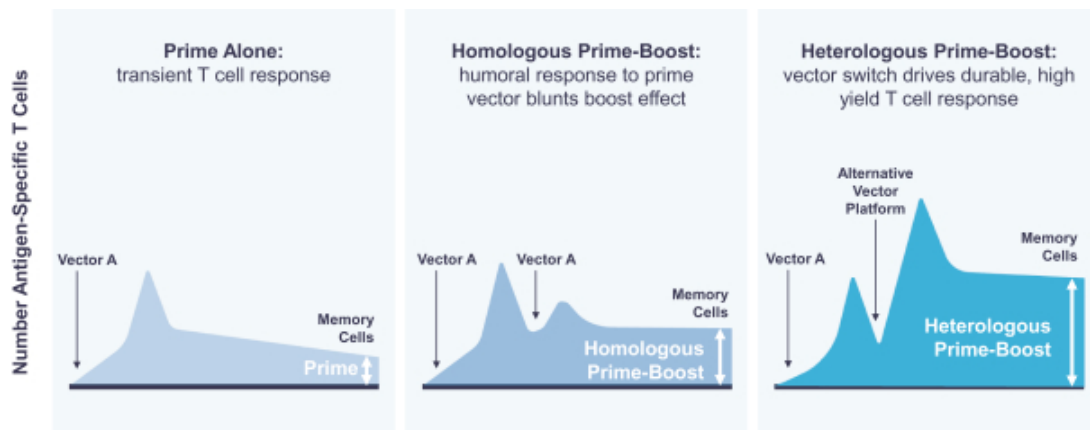 Number Antigen-Specific T Cells
Prime Alone:
transient T cell response
Vector A
Memory
Cells
Prime
Homologous Prime-Boost:
humoral response to prime
vector blunts boost effect
Vector A
Vector A
Memory
Cells
Homologous
Prime-Boost
Heterologous Prime-Boost:
vector switch drives durable, high
yield T cell response
Alternative
Vector
Platform
Vector A
Memory
Cells
Heterologous
Prime-Boost